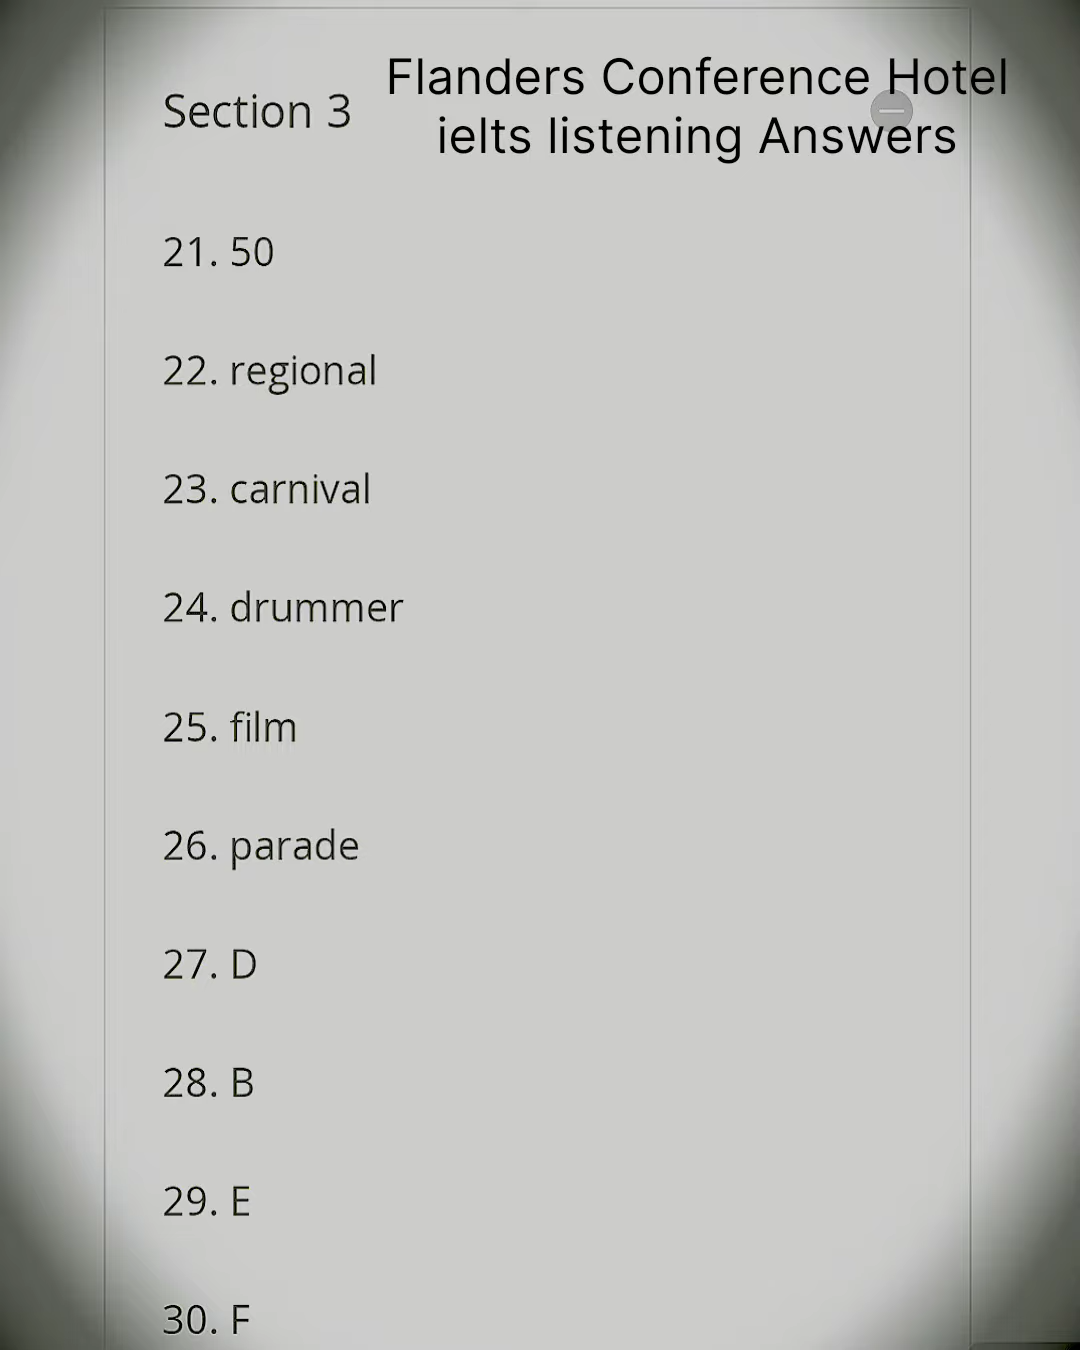 Flanders Conference Hotel
Section 3
ielts listening Answers
21. 50
22. regional
23. carnival
24. drummer
25. film
26. parade
27. D
28. B
29. E
30. F